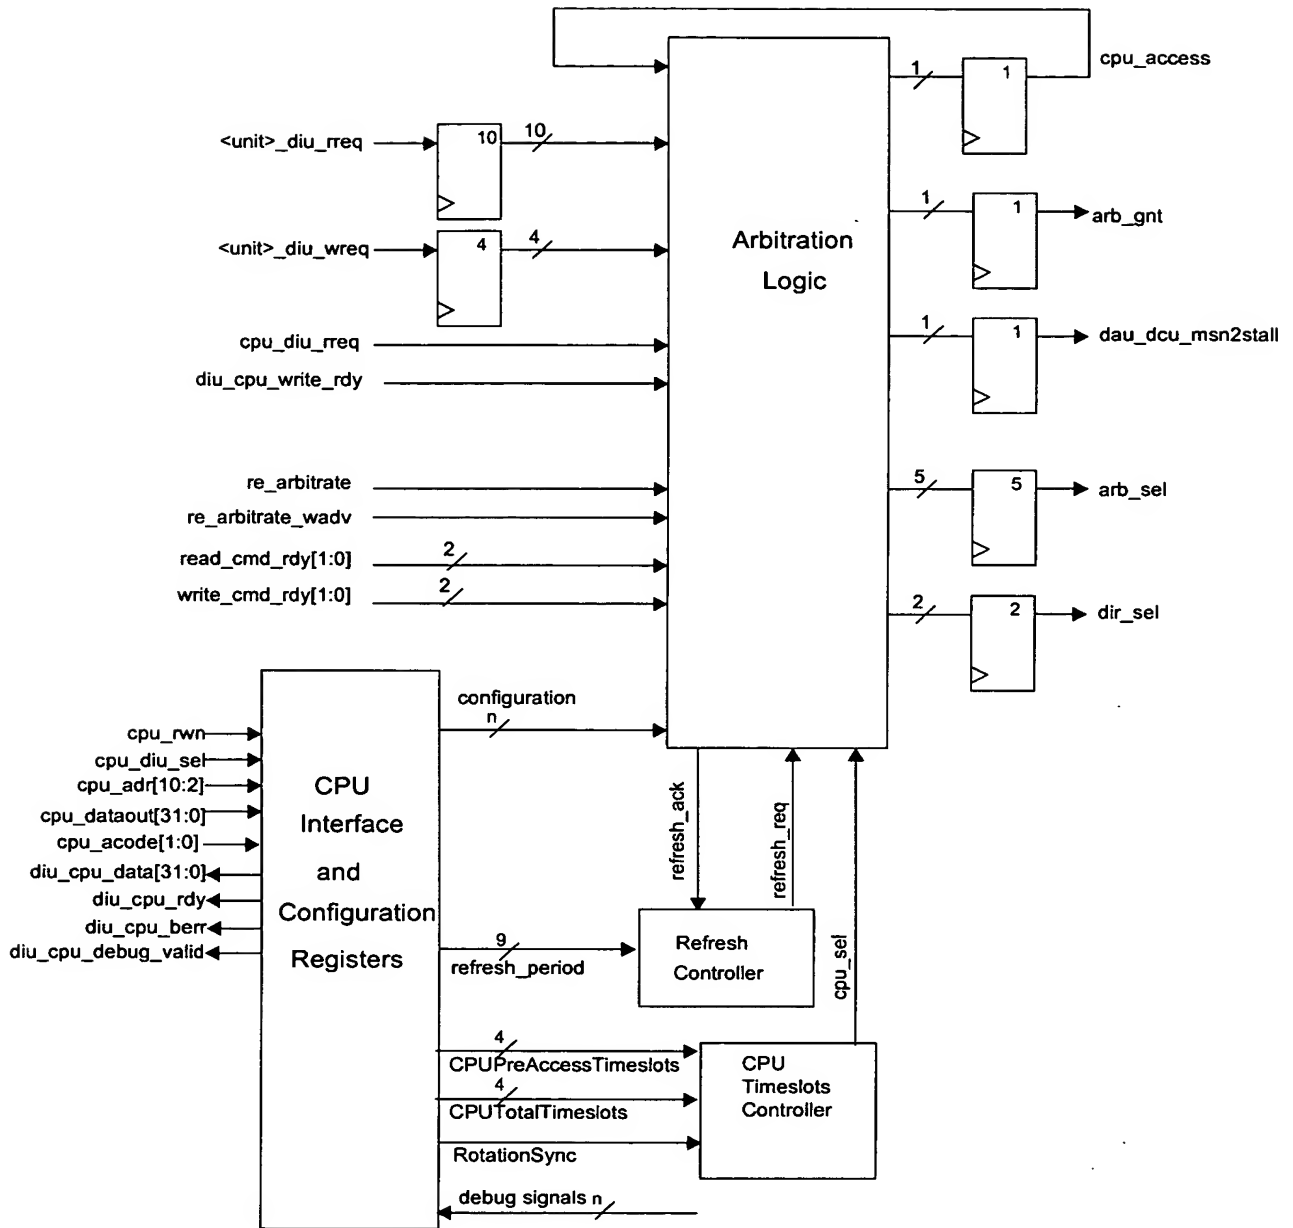 cpu_access
1
1
<unit>_diu_rreq
10
10
<unit>_diu_wreq
4
4
Arbitration
Logic
1
1
arb_gnt
cpu_diu_rreq
diu_cpu_write_rdy
1
1
dau_dcu_msn2stall
re_arbitrate
re_arbitrate_wadv
read_cmd_rdy[1:0]
2
write_cmd_rdy[1:0]
2
5
5
arb_sel
2
2
dir_sel
configuration
n
cpu_rwn
cpu_diu_sel
cpu_adr[10:2]
cpu_dataout[31:0]
cpu_acode[1:0]
diu_cpu_data[31:0]
diu_cpu_rdy
diu_cpu_berr
diu_cpu_debug_valid
CPU
Interface
and
Configuration
Registers
refresh_ack
refresh_req
cpu_sel
9
refresh_period
Refresh
Controller
4
CPUPreAccessTimeslots
4
CPUTotalTimeslots
RotationSync
CPU
Timeslots
Controller
debug signals n